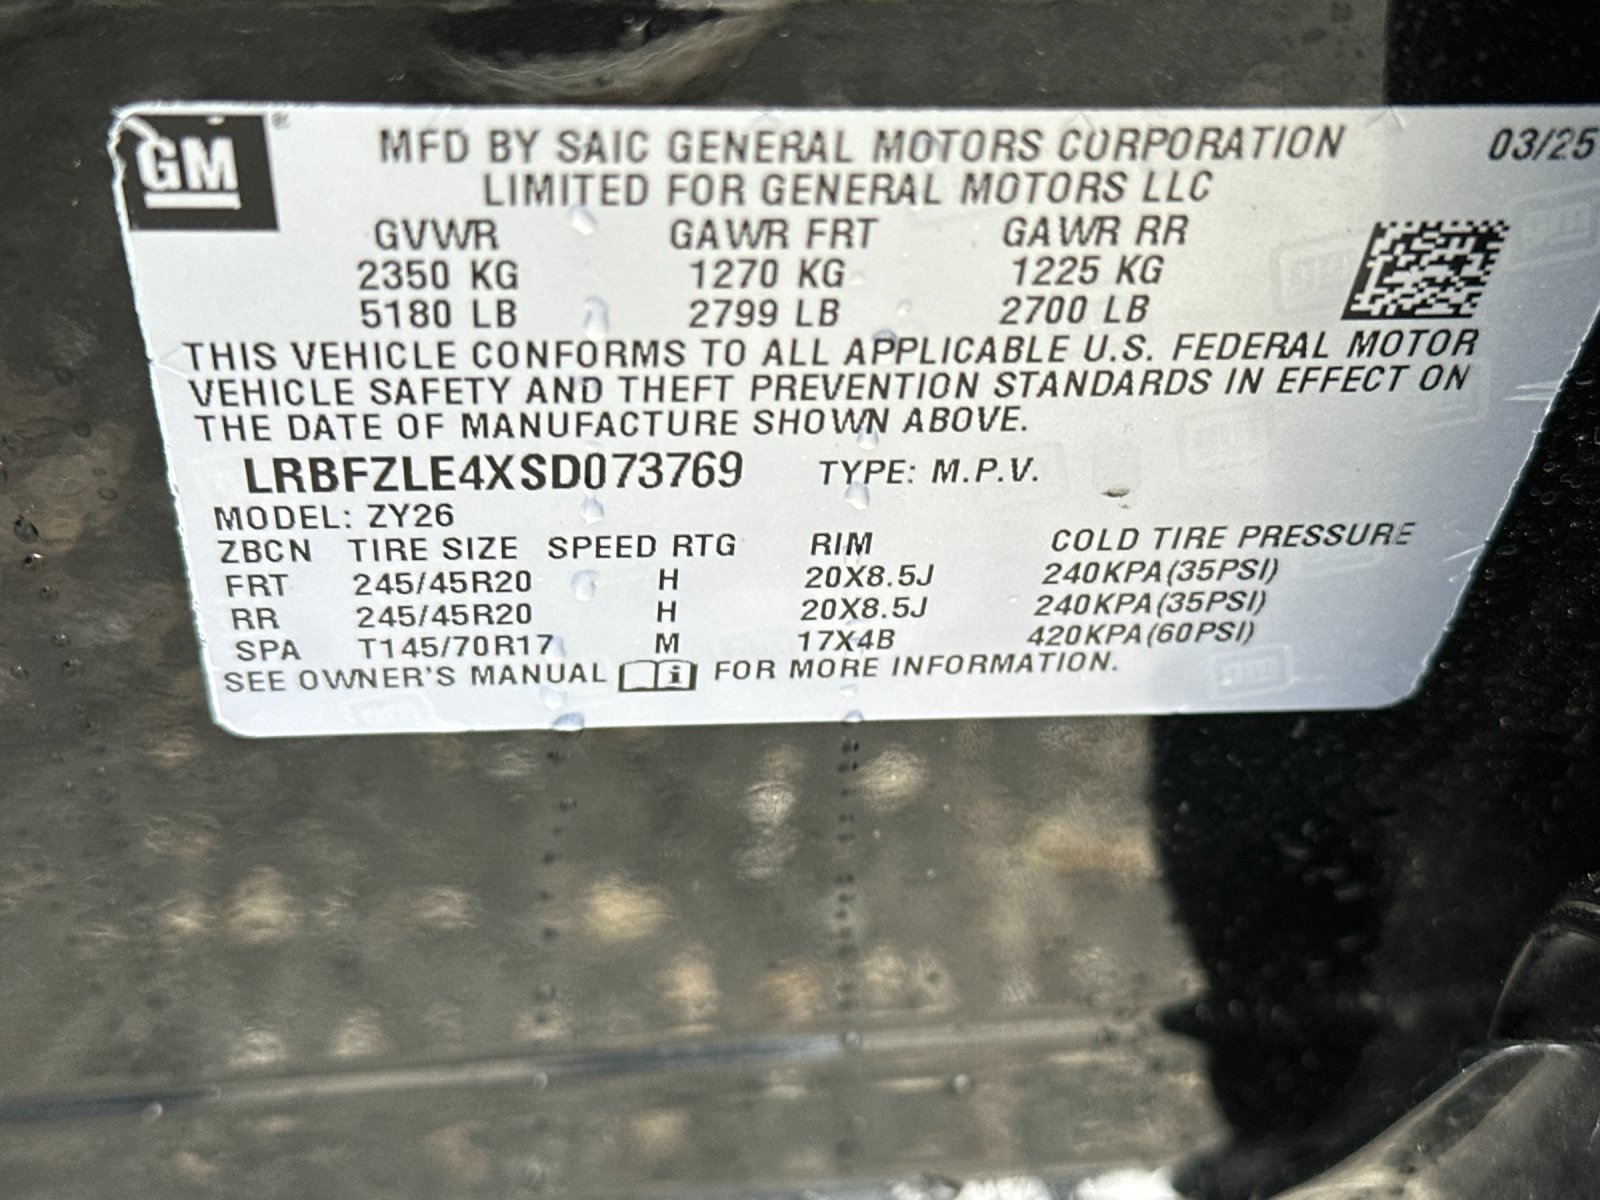 GM® MFD BY SAIC GENERAL MOTORS CORPORATION 03/25
LIMITED FOR GENERAL MOTORS LLC
GVWR GAWR FRT GAWR RR
2350 KG 1270 KG 1225 KG
5180 LB 2799 LB 2700 LB
THIS VEHICLE CONFORMS TO ALL APPLICABLE U.S. FEDERAL MOTOR
VEHICLE SAFETY AND THEFT PREVENTION STANDARDS IN EFFECT ON
THE DATE OF MANUFACTURE SHOWN ABOVE.
LRBFZLE4XSD073769 TYPE: M.P.V.
MODEL: ZY26
ZBCN TIRE SIZE SPEED RTG RIM COLD TIRE PRESSURE
FRT 245/45R20 H 20X8.5J 240KPA(35PSI)
RR 245/45R20 H 20X8.5J 240KPA(35PSI)
SPA T145/70R17 M 17X4B 420KPA(60PSI)
SEE OWNER'S MANUAL i FOR MORE INFORMATION.